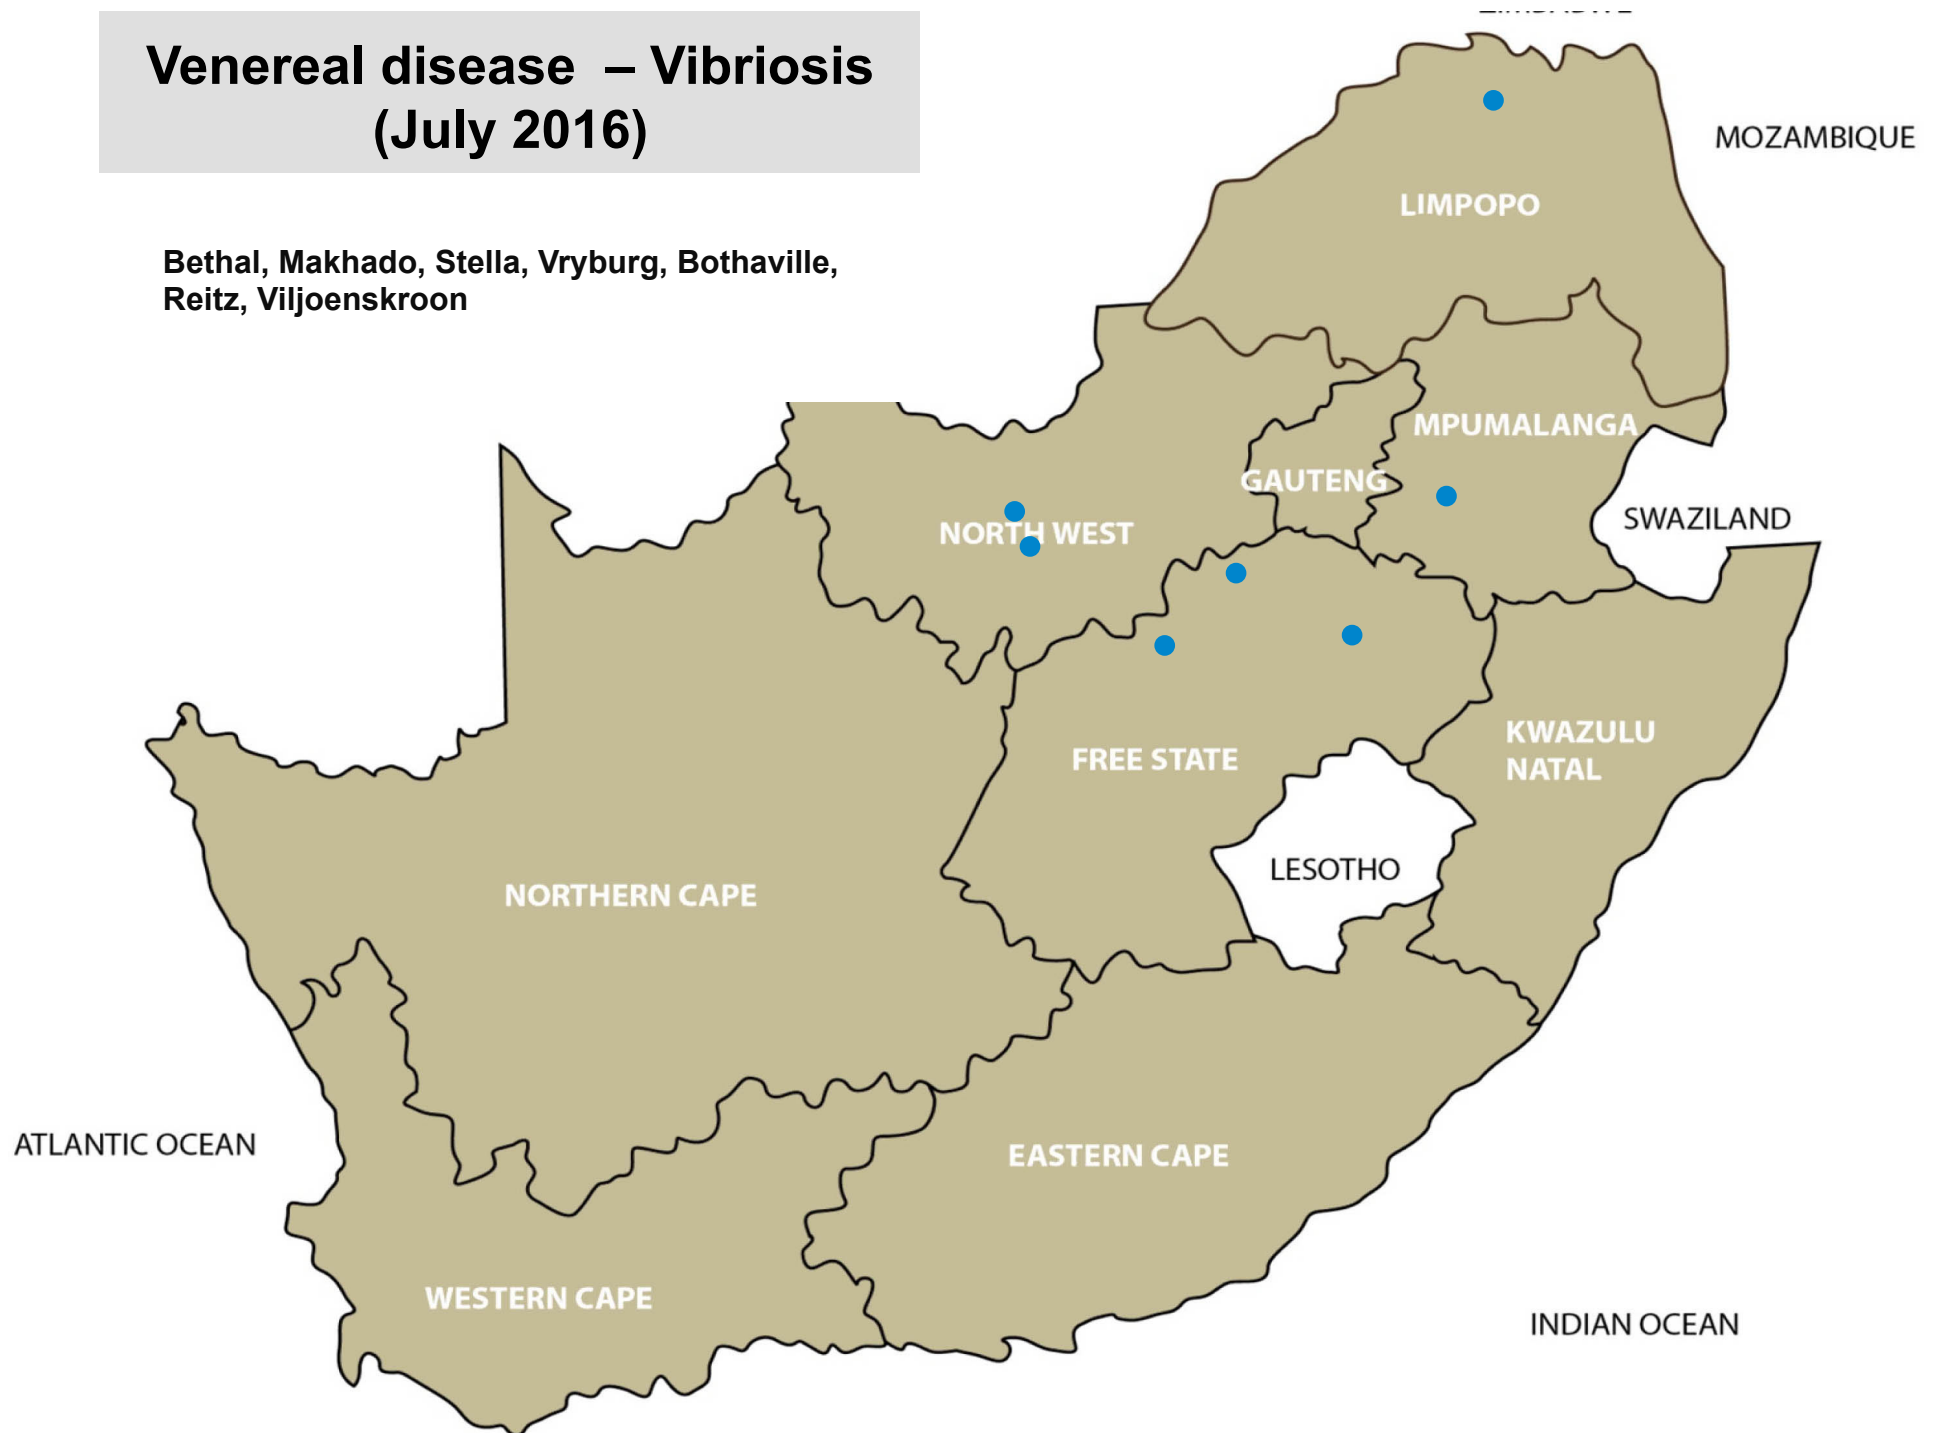 Venereal disease – Vibriosis
(July 2016)
Bethal, Makhado, Stella, Vryburg, Bothaville,
Reitz, Viljoenskroon
MOZAMBIQUE
LIMPOPO
MPUMALANGA
GAUTENG
SWAZILAND
NORTH WEST
KWAZULU
NATAL
FREE STATE
LESOTHO
NORTHERN CAPE
ATLANTIC OCEAN
EASTERN CAPE
WESTERN CAPE
INDIAN OCEAN